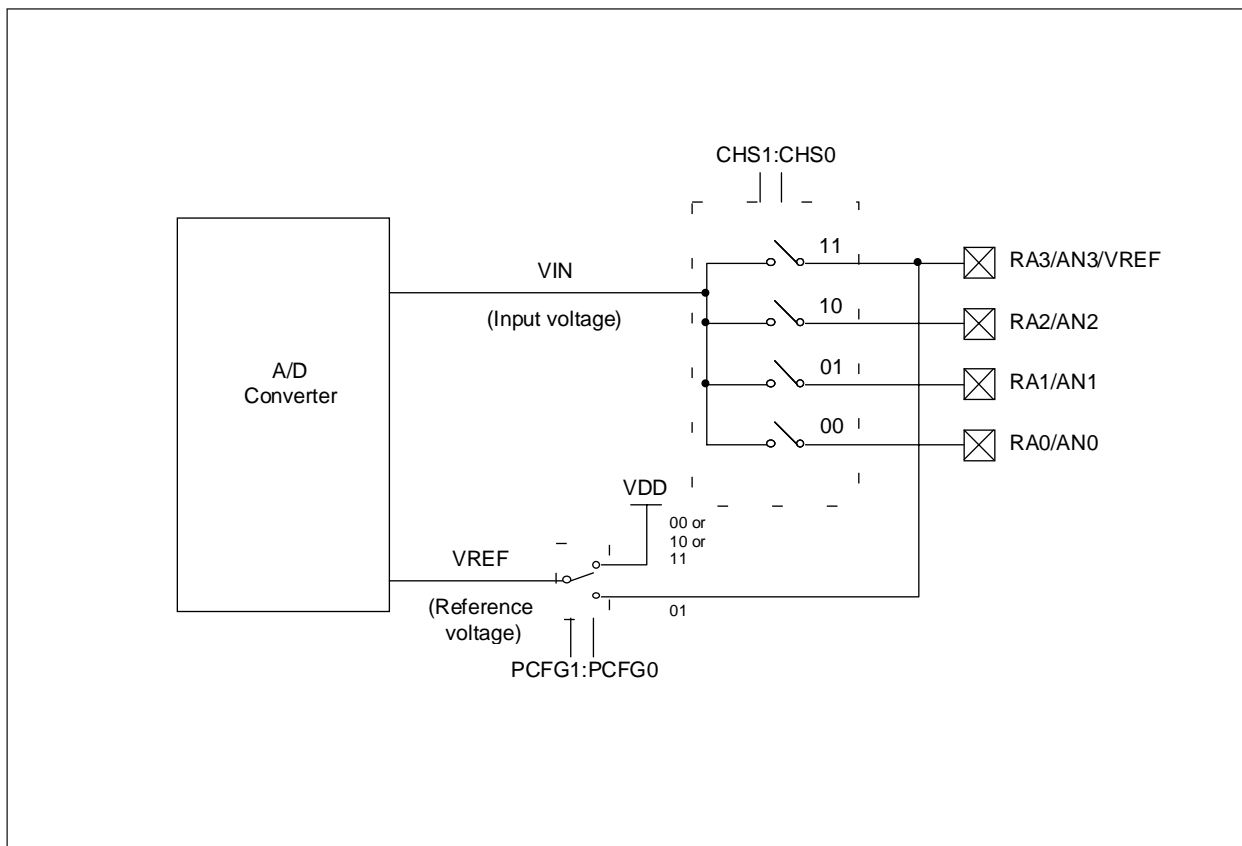 CHS1:CHS0
11
RA3/AN3/VREF
VIN
(Input voltage)
10
RA2/AN2
A/D
Converter
01
RA1/AN1
00
RA0/AN0
VDD
00 or
10 or
11
VREF
(Reference
voltage)
01
PCFG1:PCFG0